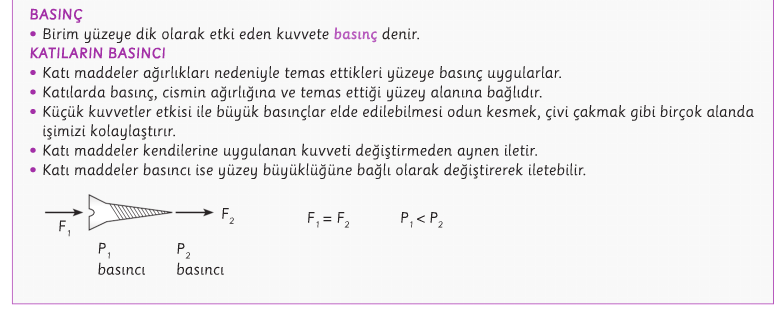 BASINÇ
• Birim yüzeye dik olarak etki eden kuvvete basınç denir.
KATILARIN BASINCI
• Katı maddeler ağırlıkları nedeniyle temas ettikleri yüzeye basınç uygularlar.
• Katılarda basınç, cismin ağırlığına ve temas ettiği yüzey alanına bağlıdır.
• Küçük kuvvetler etkisi ile büyük basınçlar elde edilebilmesi odun kesmek, çivi çakmak gibi birçok alanda
işimizi kolaylaştırır.
• Katı maddeler kendilerine uygulanan kuvveti değiştirmeden aynen iletir.
• Katı maddeler basıncı ise yüzey büyüklüğüne bağlı olarak değiştirerek iletebilir.
F₁ F₂ F₁ = F₂ P₁ < P₂
P₁ P₂
basıncı basıncı